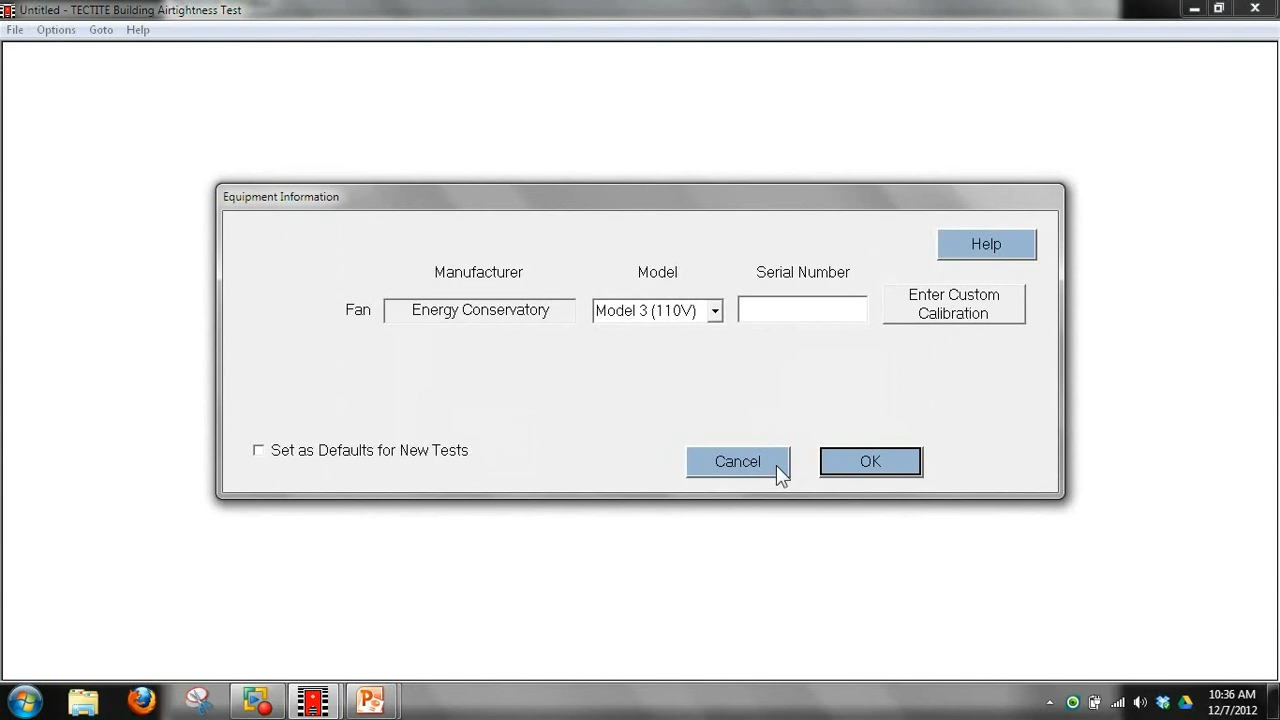 Untitled - TECTITE Building Airtightness Test
File Options Goto Help
Equipment Information
Help
Manufacturer Model Serial Number
Fan Energy Conservatory Model 3 (110V) Enter Custom
Calibration
Set as Defaults for New Tests
Cancel OK
10:36 AM
12/7/2012